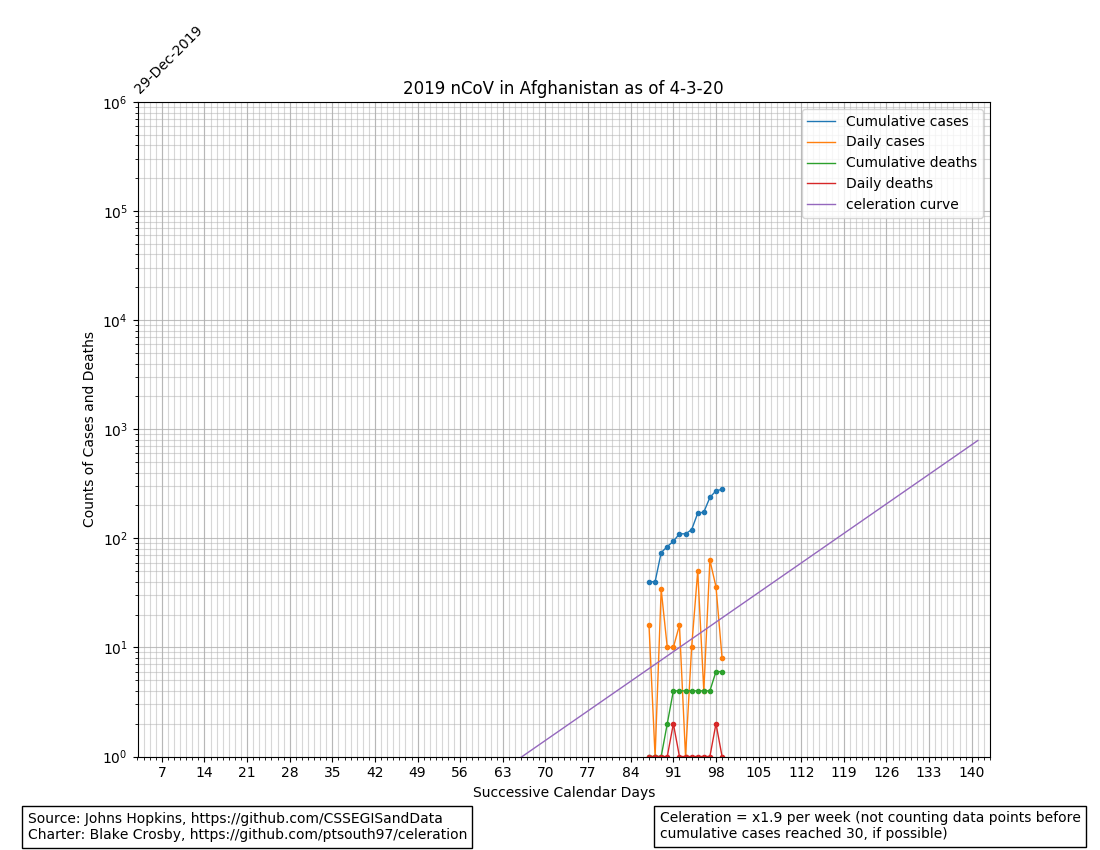 29-Dec-2019
2019 nCoV in Afghanistan as of 4-3-20
Cumulative cases
Daily cases
Cumulative deaths
Daily deaths
celeration curve
Counts of Cases and Deaths
10^6
10^5
10^4
10^3
10^2
10^1
10^0
7 14 21 28 35 42 49 56 63 70 77 84 91 98 105 112 119 126 133 140
Successive Calendar Days
Source: Johns Hopkins, https://github.com/CSSEGISandData
Charter: Blake Crosby, https://github.com/ptsouth97/celeration
Celeration = x1.9 per week (not counting data points before
cumulative cases reached 30, if possible)